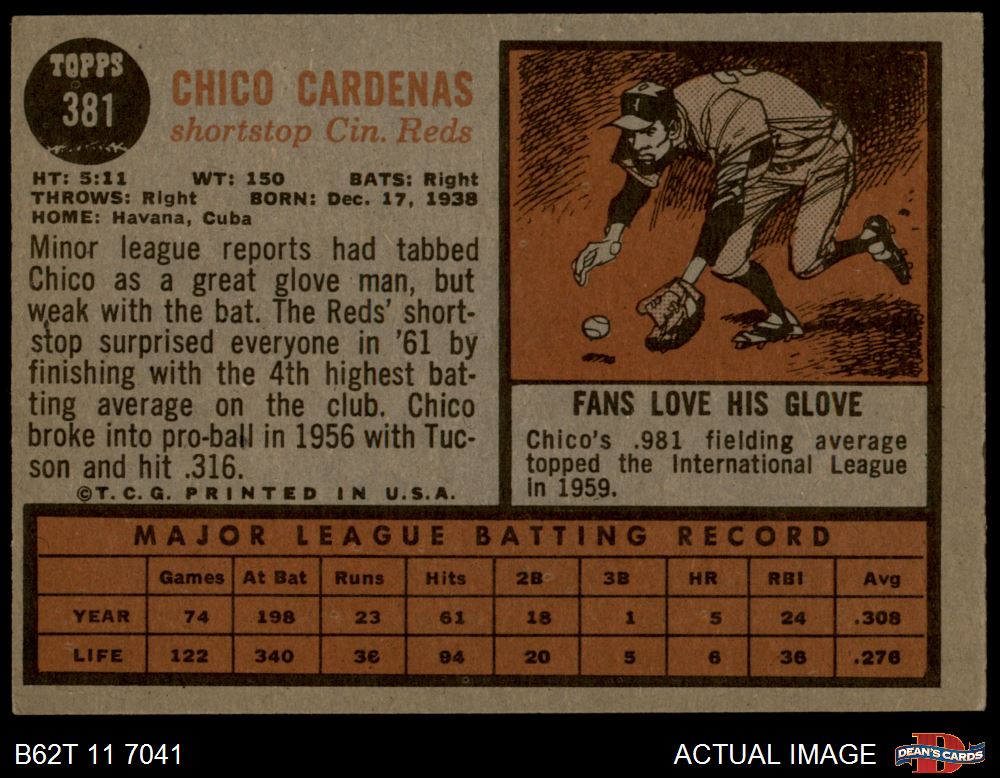 TOPPS
381
CHICO CARDENAS
shortstop Cin. Reds
HT: 5:11 WT: 150 BATS: Right
THROWS: Right BORN: Dec. 17, 1938
HOME: Havana, Cuba
Minor league reports had tabbed
Chico as a great glove man, but
weak with the bat. The Reds' short-
stop surprised everyone in '61 by
finishing with the 4th highest bat-
ting average on the club. Chico
broke into pro-ball in 1956 with Tuc-
son and hit .316.
©T.C.G. PRINTED IN U.S.A.
FANS LOVE HIS GLOVE
Chico's .981 fielding average
topped the International League
in 1959.
MAJOR LEAGUE BATTING RECORD
Games At Bat Runs Hits 2B 3B HR RBI Avg
YEAR 74 198 23 61 18 1 5 24 .308
LIFE 122 340 36 94 20 5 6 36 .276
B62T 11 7041
ACTUAL IMAGE
DEAN'S CARDS